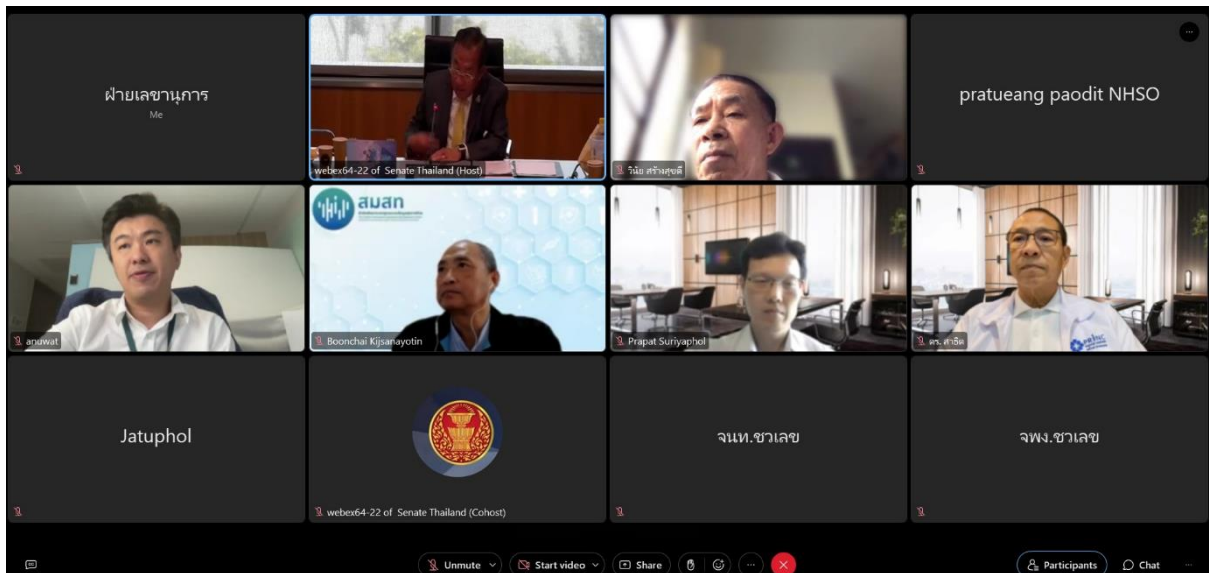 ฝ่ายเลขานุการ
Me
webex64-22 of Senate Thailand (Host)
วินัย สร้างสุขดี
pratueang paodit NHSO
anuwat
สมสท
Boonchai Kijsanayotin
Prapat Suriyaphol
ดร. สาธิต
Jatuphol
webex64-22 of Senate Thailand (Cohost)
จนท.ชวเลข
จพง.ชวเลข
Unmute
Start video
Share
Participants
Chat